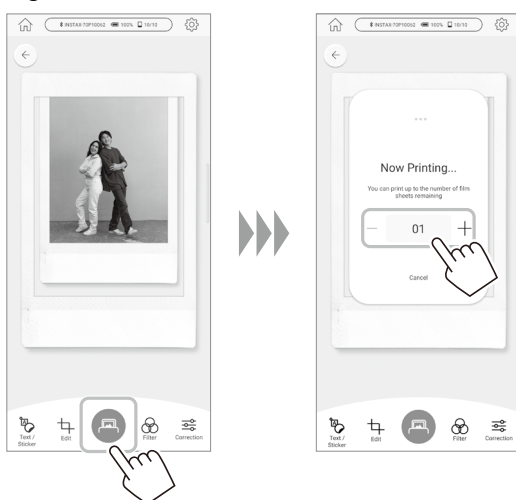 INSTAX-TOP10062 100% 10/10
Text /
Sticker
Edit
Filter
Correction
INSTAX-TOP10062 100% 10/10
Now Printing...
You can print up to the number of film
sheets remaining
01
Cancel
Text /
Sticker
Edit
Filter
Correction